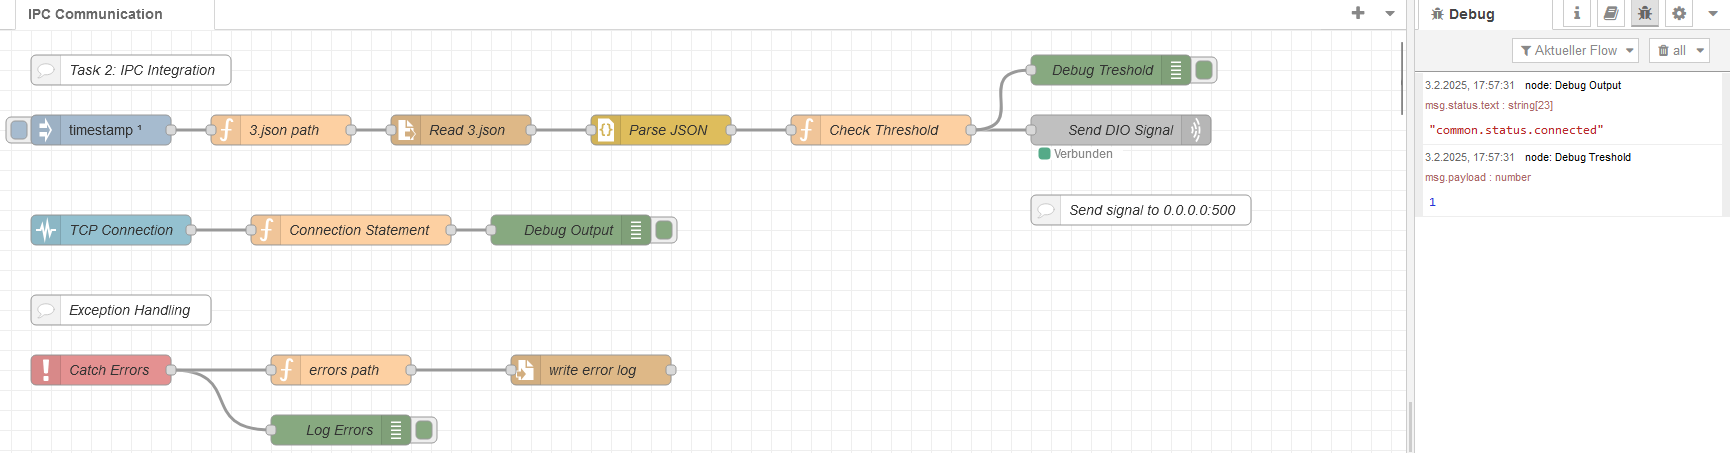 IPC Communication
Task 2: IPC Integration
Debug Treshold
timestamp ¹
3.json path
Read 3.json
Parse JSON
Check Threshold
Send DIO Signal
Verbunden
Send signal to 0.0.0.0:500
TCP Connection
Connection Statement
Debug Output
Exception Handling
Catch Errors
errors path
write error log
Log Errors
Debug
Aktueller Flow
all
3.2.2025, 17:57:31 node: Debug Output
msg.status.text : string[23]
"common.status.connected"
3.2.2025, 17:57:31 node: Debug Treshold
msg.payload : number
1